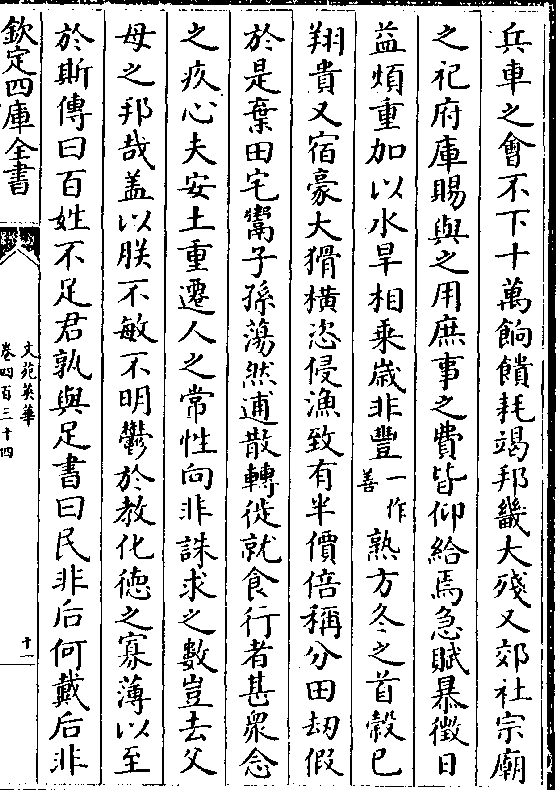 兵車之會不下十萬餉饋耗竭邦畿大殘又郊社宗廟
之祀府庫賜與之用庶事之費皆仰給焉急賦暴徵日
益煩重加以水旱相乗歳非豐一作善熟方冬之首榖已
翔貴又宿豪大猾橫恣侵漁致有半價倍稱分田刼假
於是棄田宅鬻子孫蕩然逋散轉徙就食行者甚衆念
之疚心夫安土重遷人之常性向非誅求之數豈去父
母之邦哉盖以朕不敏不明鬱於教化德之寡薄以至
於斯傳曰百姓不足君孰與足書曰民非后何戴后非
欽定四庫全書
文苑英華
卷四百三十四
十一